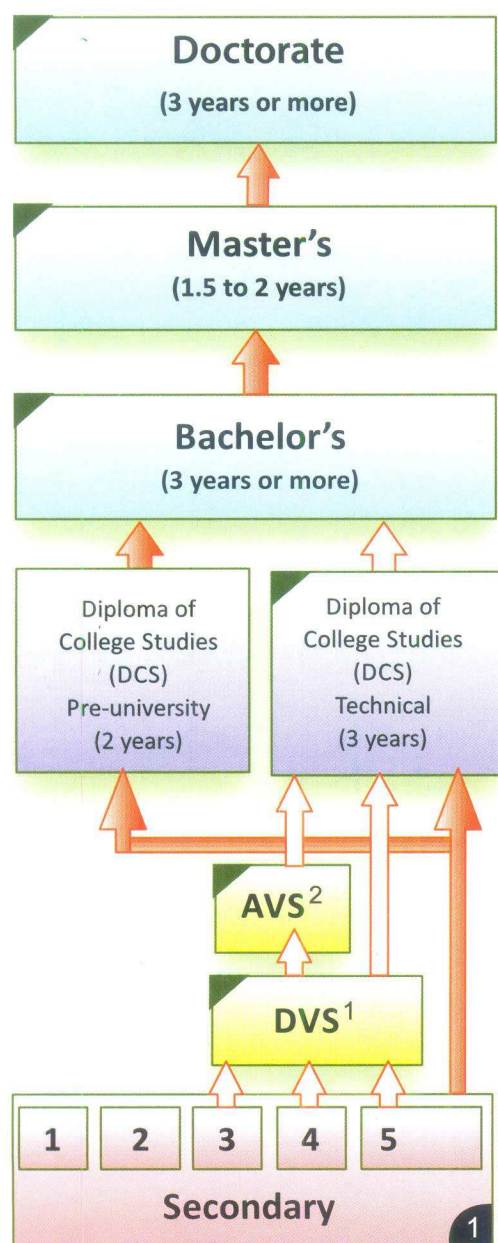 Doctorate
(3 years or more)
Master's
(1.5 to 2 years)
Bachelor's
(3 years or more)
Diploma of
College Studies
(DCS)
Pre-university
(2 years)
Diploma of
College Studies
(DCS)
Technical
(3 years)
AVS²
DVS¹
1 2 3 4 5
Secondary
1